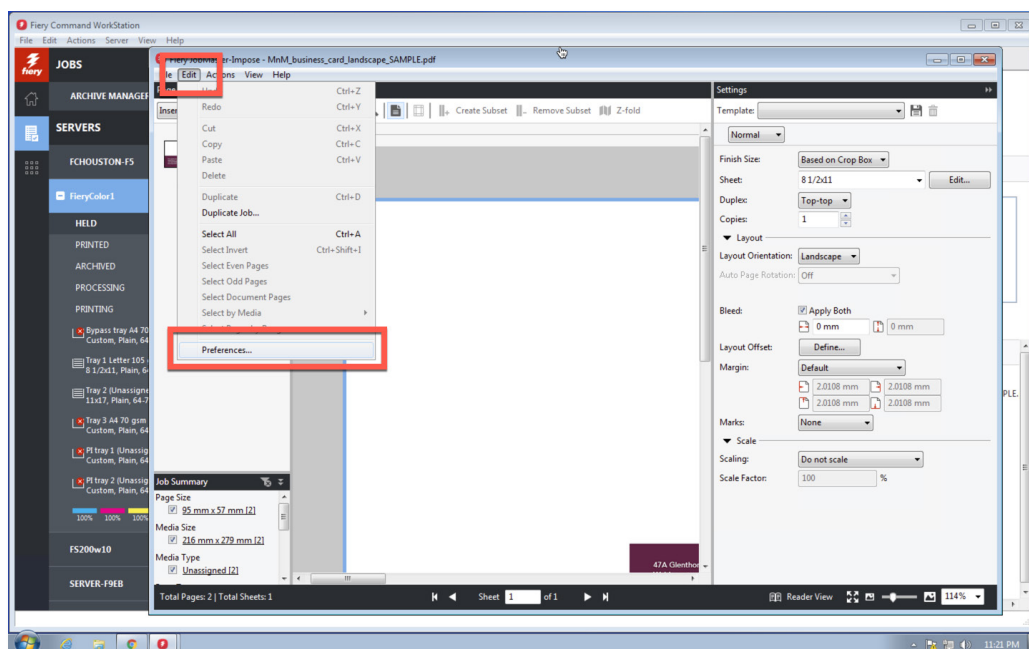 Fiery Command WorkStation
File Edit Actions Server View Help
fiery
JOBS
ARCHIVE MANAGER
SERVERS
FCHOUSTON-F5
FieryColor1
HELD
PRINTED
ARCHIVED
PROCESSING
PRINTING
Bypass tray A4 70
Custom, Plain, 64
Tray 1 Letter 105
8 1/2x11, Plain, 6
Tray 2 (Unassigne
11x17, Plain, 64-7
Tray 3 A4 70 gsm
Custom, Plain, 64
PI tray 1 (Unassig
Custom, Plain, 64
PI tray 2 (Unassig
Custom, Plain, 64
100% 100% 100%
FS200w10
SERVER-F9EB
Fiery JobMaster-Impose - MnM_business_card_landscape_SAMPLE.pdf
Edit Actions View Help
Ctrl+Z
Redo Ctrl+Y
Cut Ctrl+X
Copy Ctrl+C
Paste Ctrl+V
Delete
Duplicate Ctrl+D
Duplicate Job...
Select All Ctrl+A
Select Invert Ctrl+Shift+I
Select Even Pages
Select Odd Pages
Select Document Pages
Select by Media
Preferences...
Create Subset Remove Subset Z-fold
47A Glenthor
Job Summary
Page Size
95 mm x 57 mm [2]
Media Size
216 mm x 279 mm [2]
Media Type
Unassigned [2]
Total Pages: 2 | Total Sheets: 1
Sheet 1 of 1
Reader View 114%
Settings
Template:
Normal
Finish Size: Based on Crop Box
Sheet: 8 1/2x11 Edit...
Duplex: Top-top
Copies: 1
Layout
Layout Orientation: Landscape
Auto Page Rotation: Off
Bleed: Apply Both
0 mm 0 mm
Layout Offset: Define...
Margin: Default
2.0108 mm 2.0108 mm
2.0108 mm 2.0108 mm
Marks: None
Scale
Scaling: Do not scale
Scale Factor: 100 %
PLE.
11:21 PM